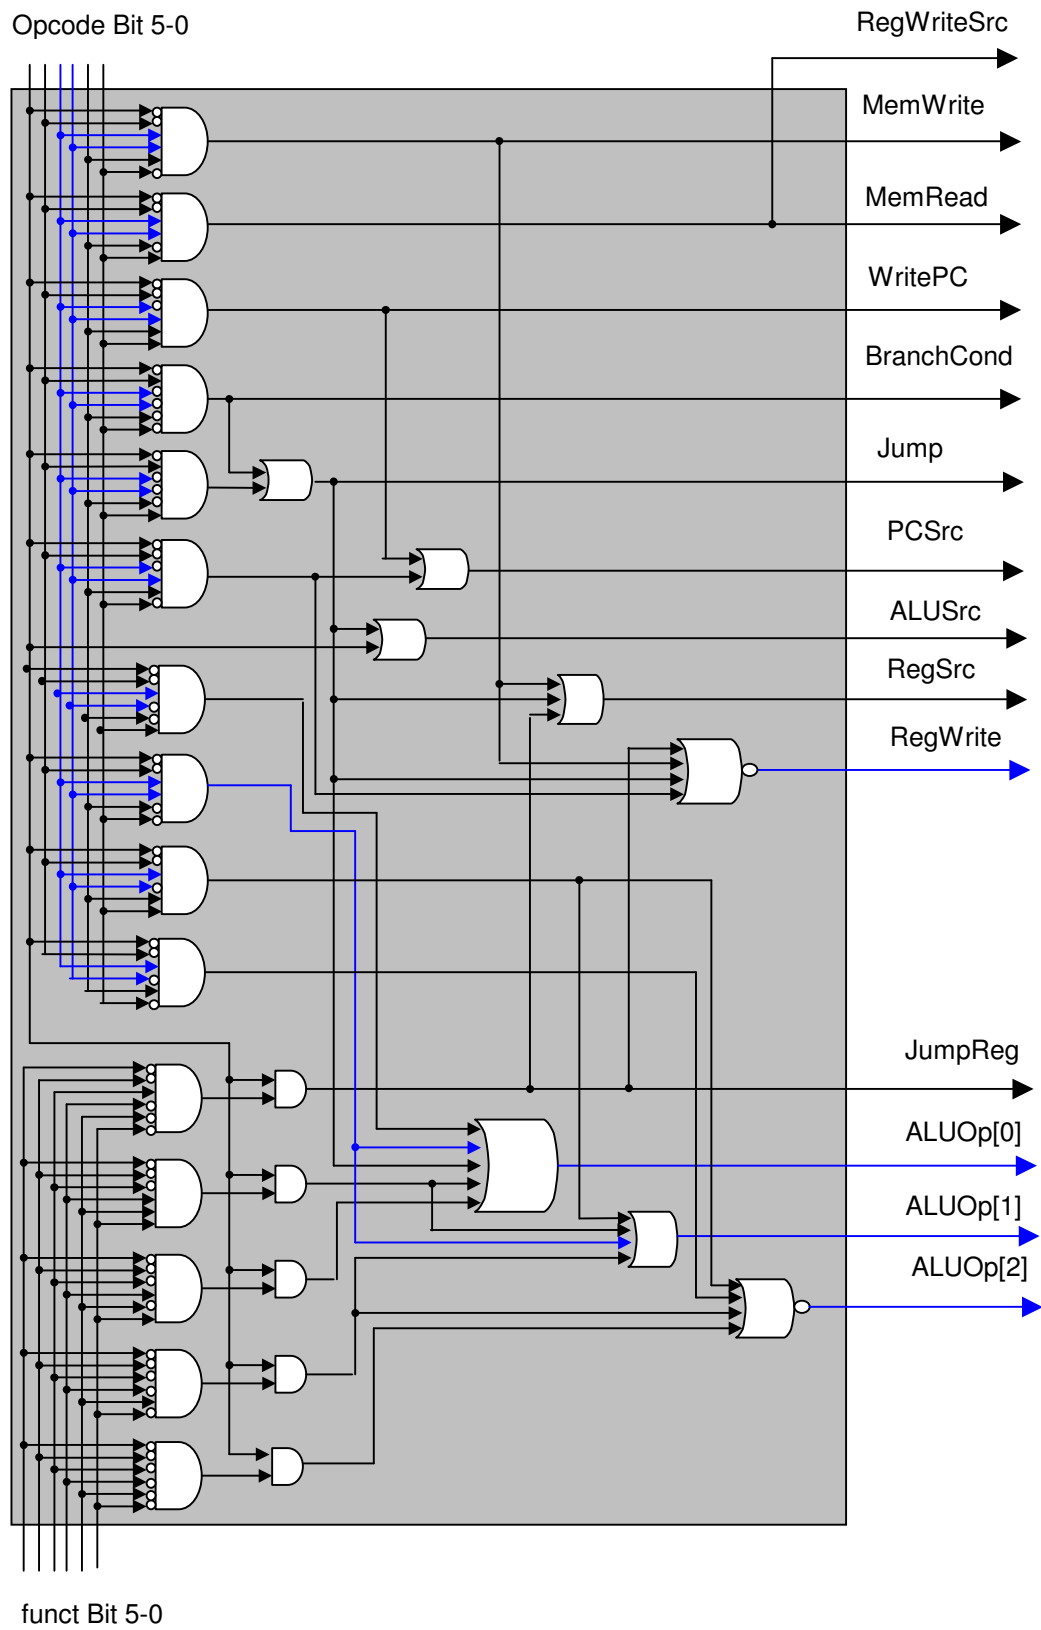 Opcode Bit 5-0
RegWriteSrc
MemWrite
MemRead
WritePC
BranchCond
Jump
PCSrc
ALUSrc
RegSrc
RegWrite
JumpReg
ALUOp[0]
ALUOp[1]
ALUOp[2]
funct Bit 5-0